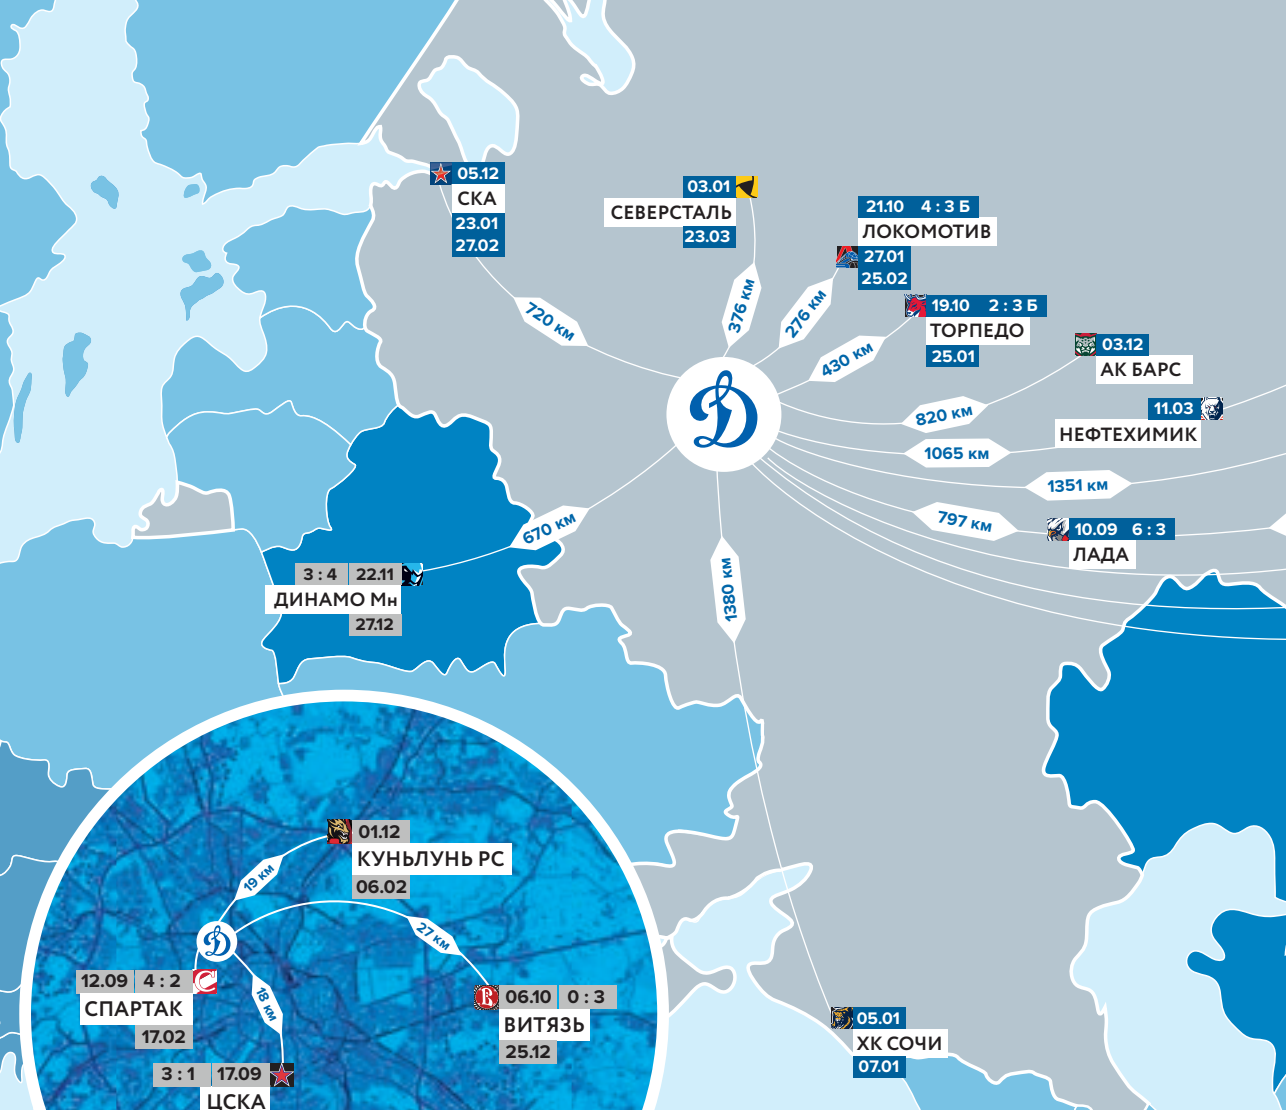 05.12
СКА
23.01
27.02
03.01
СЕВЕРСТАЛЬ
23.03
21.10 4 : 3 Б
ЛОКОМОТИВ
27.01
25.02
19.10 2 : 3 Б
ТОРПЕДО
25.01
03.12
АК БАРС
11.03
НЕФТЕХИМИК
720 км
376 км
276 км
430 км
820 км
1065 км
1351 км
797 км
10.09 6 : 3
ЛАДА
670 км
3 : 4 22.11
ДИНАМО Мн
27.12
1380 км
01.12
КУНЬЛУНЬ РС
06.02
19 км
27 км
12.09 4 : 2
СПАРТАК
17.02
18 км
06.10 0 : 3
ВИТЯЗЬ
25.12
3 : 1 17.09
ЦСКА
05.01
ХК СОЧИ
07.01